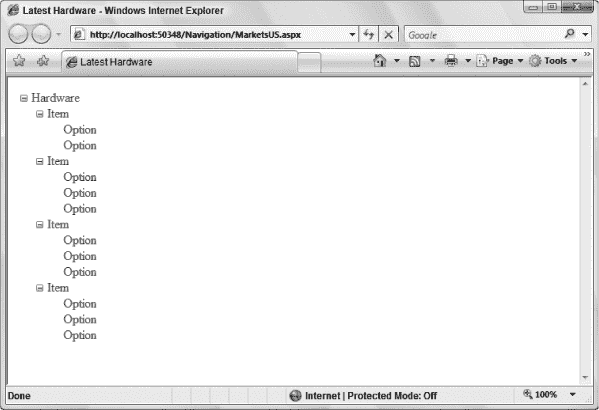 Latest Hardware - Windows Internet Explorer
http://localhost:50348/Navigation/MarketsUS.aspx
Google
Latest Hardware
Page
Tools
Hardware
Item
Option
Option
Item
Option
Option
Option
Item
Option
Option
Option
Item
Option
Option
Option
Done
Internet | Protected Mode: Off
100%